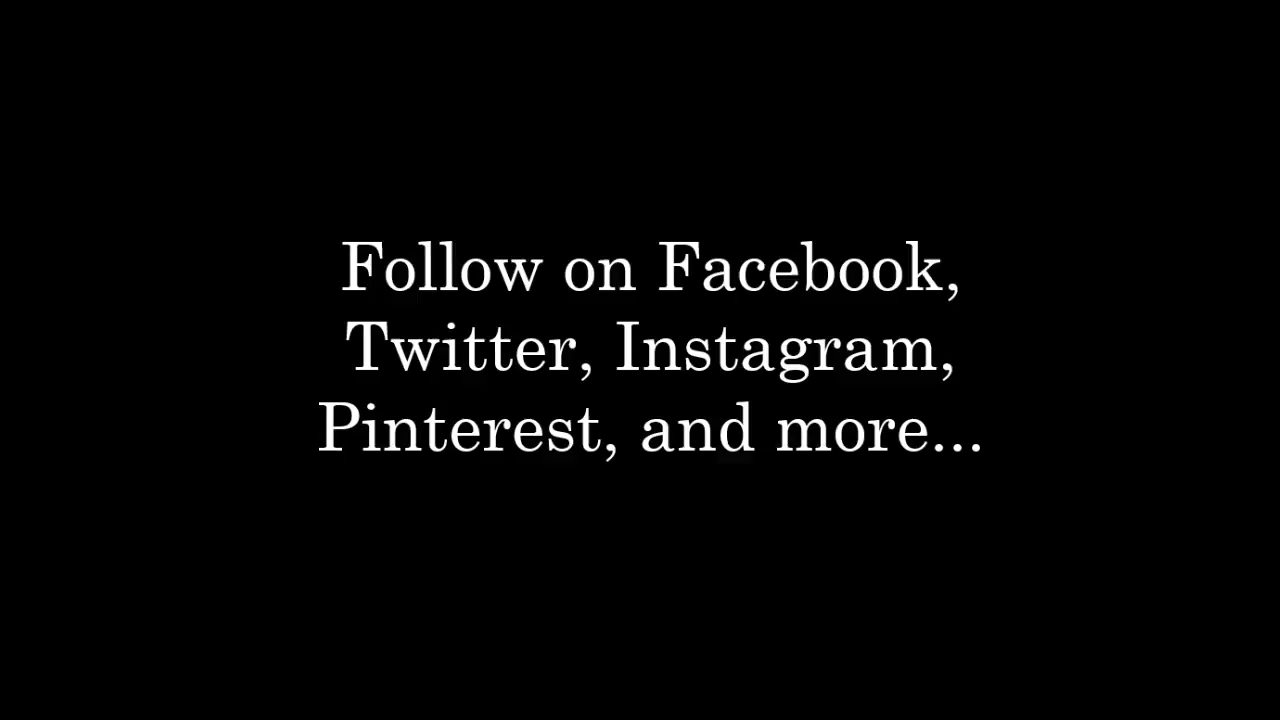 Follow on Facebook,
Twitter, Instagram,
Pinterest, and more...